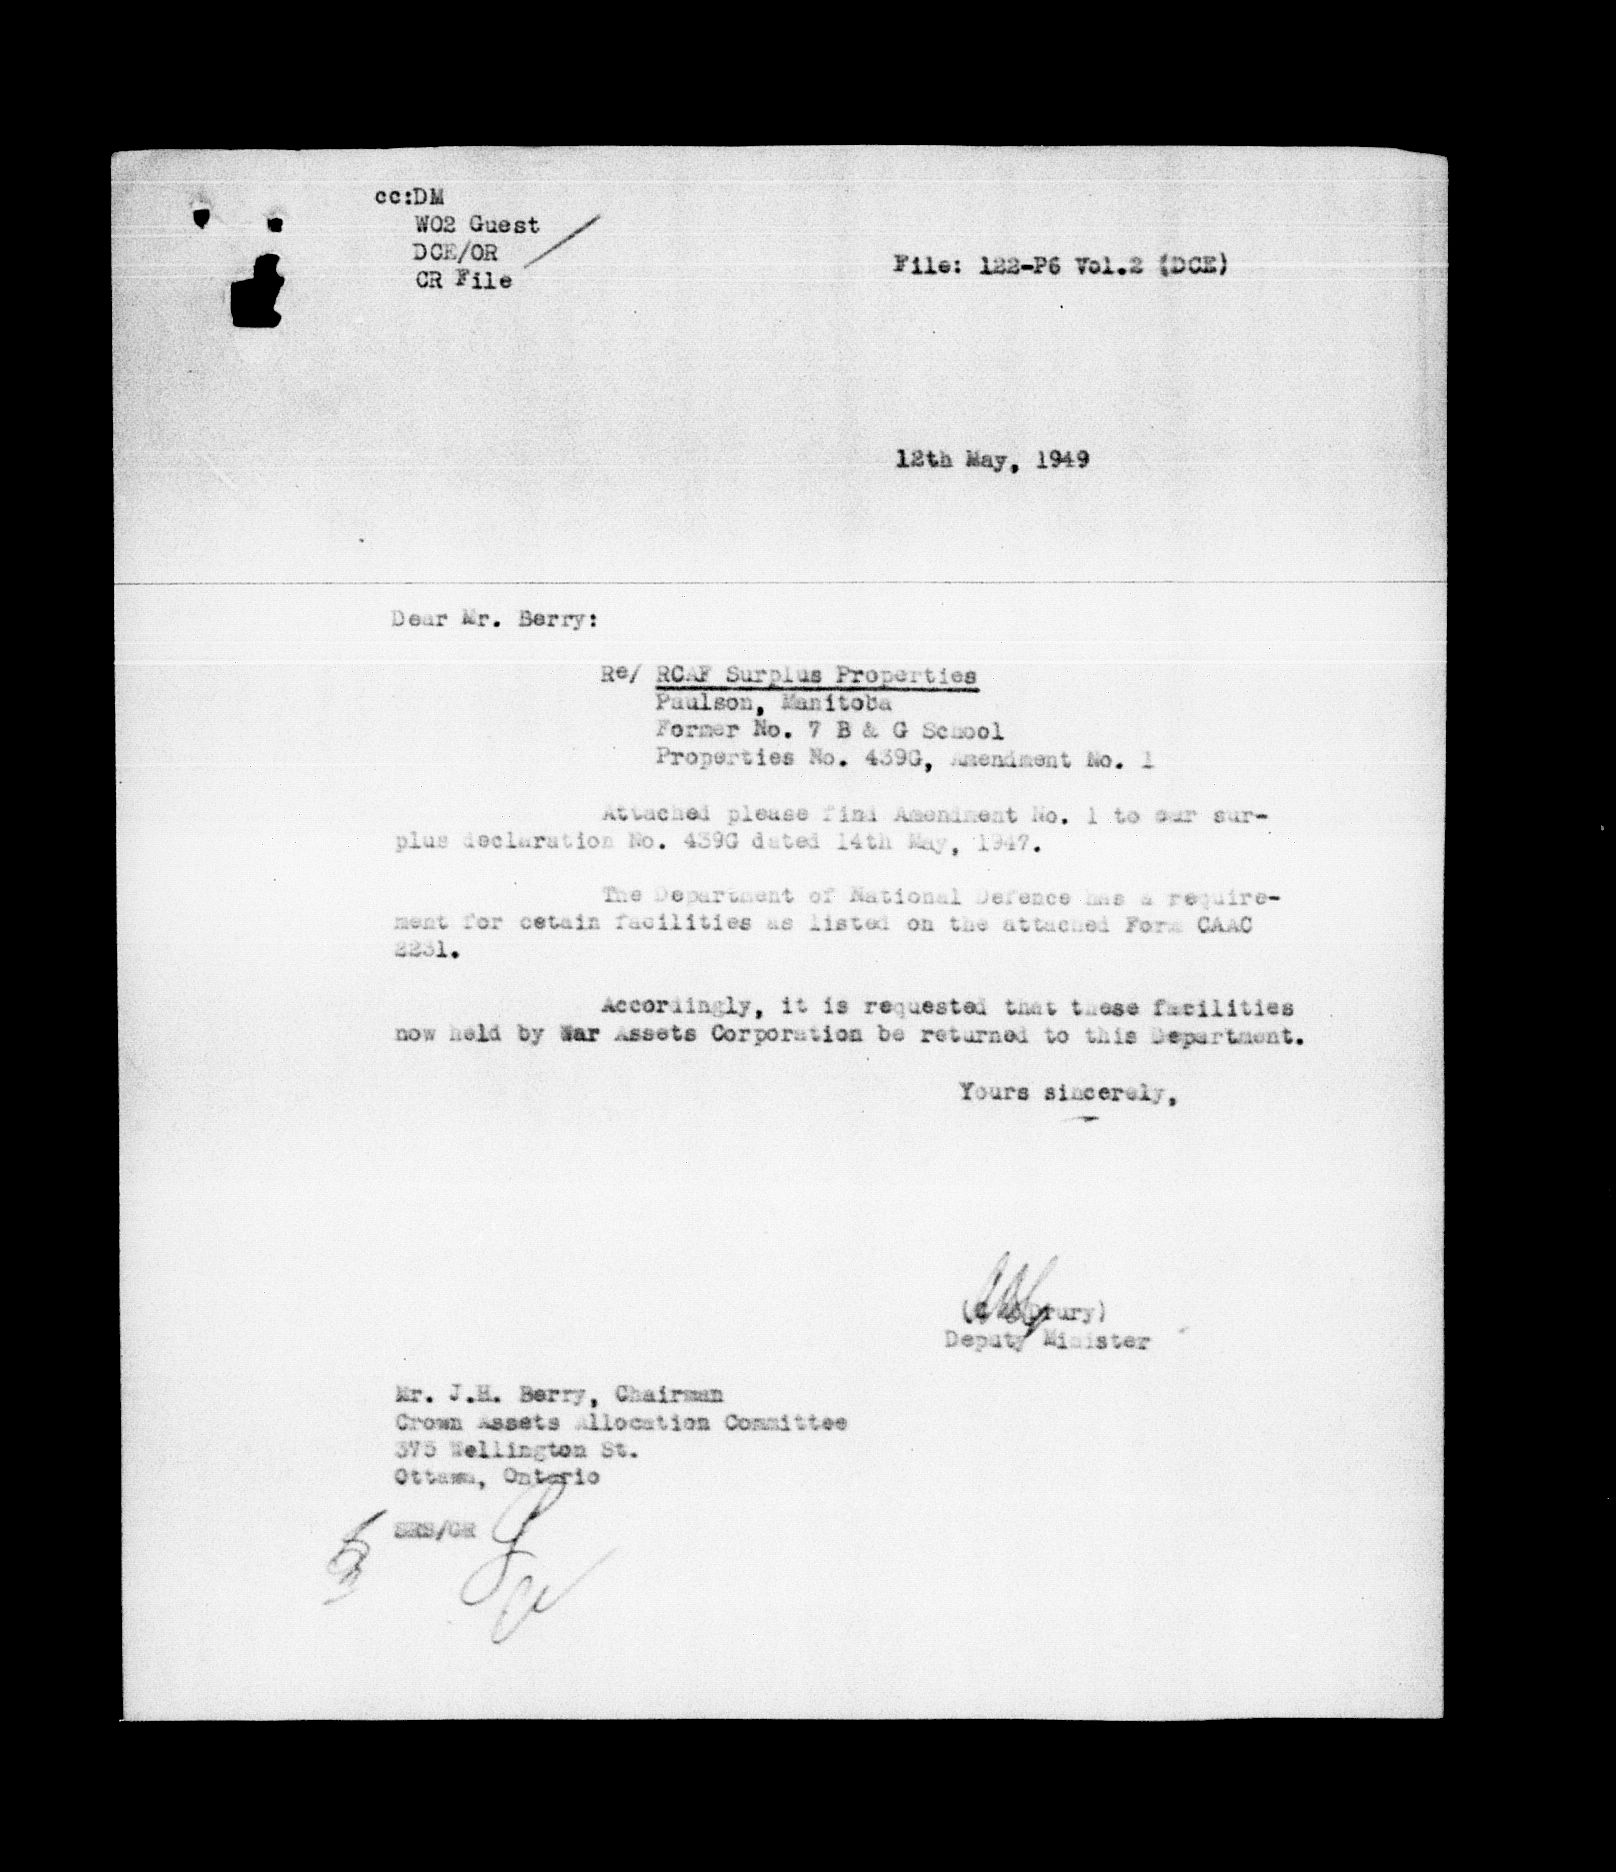 cc:DM
WO2 Guest
DCE/OR
CR File
File: 122-P6 Vol.2 (DCE)
12th May, 1949
Dear Mr. Berry:
Re/ RCAF Surplus Properties
Paulson, Manitoba
Former No. 7 B & G School
Properties No. 439G, Amendment No. 1
Attached please find Amendment No. 1 to our sur-
plus declaration No. 439G dated 14th May, 1947.
The Department of National Defence has a require-
ment for cetain facilities as listed on the attached Form CAAC
2231.
Accordingly, it is requested that these facilities
now held by War Assets Corporation be returned to this Department.
Yours sincerely,
Drury)
Deputy Minister
Mr. J.H. Berry, Chairman
Crown Assets Allocation Committee
375 Wellington St.
Ottawa, Ontario